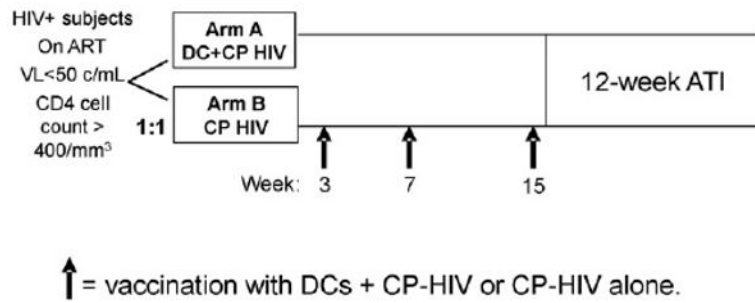 HIV+ subjects
On ART
VL<50 c/mL
CD4 cell
count >
400/mm³
1:1
Arm A
DC+CP HIV
Arm B
CP HIV
12-week ATI
Week: 3 7 15
= vaccination with DCs + CP-HIV or CP-HIV alone.